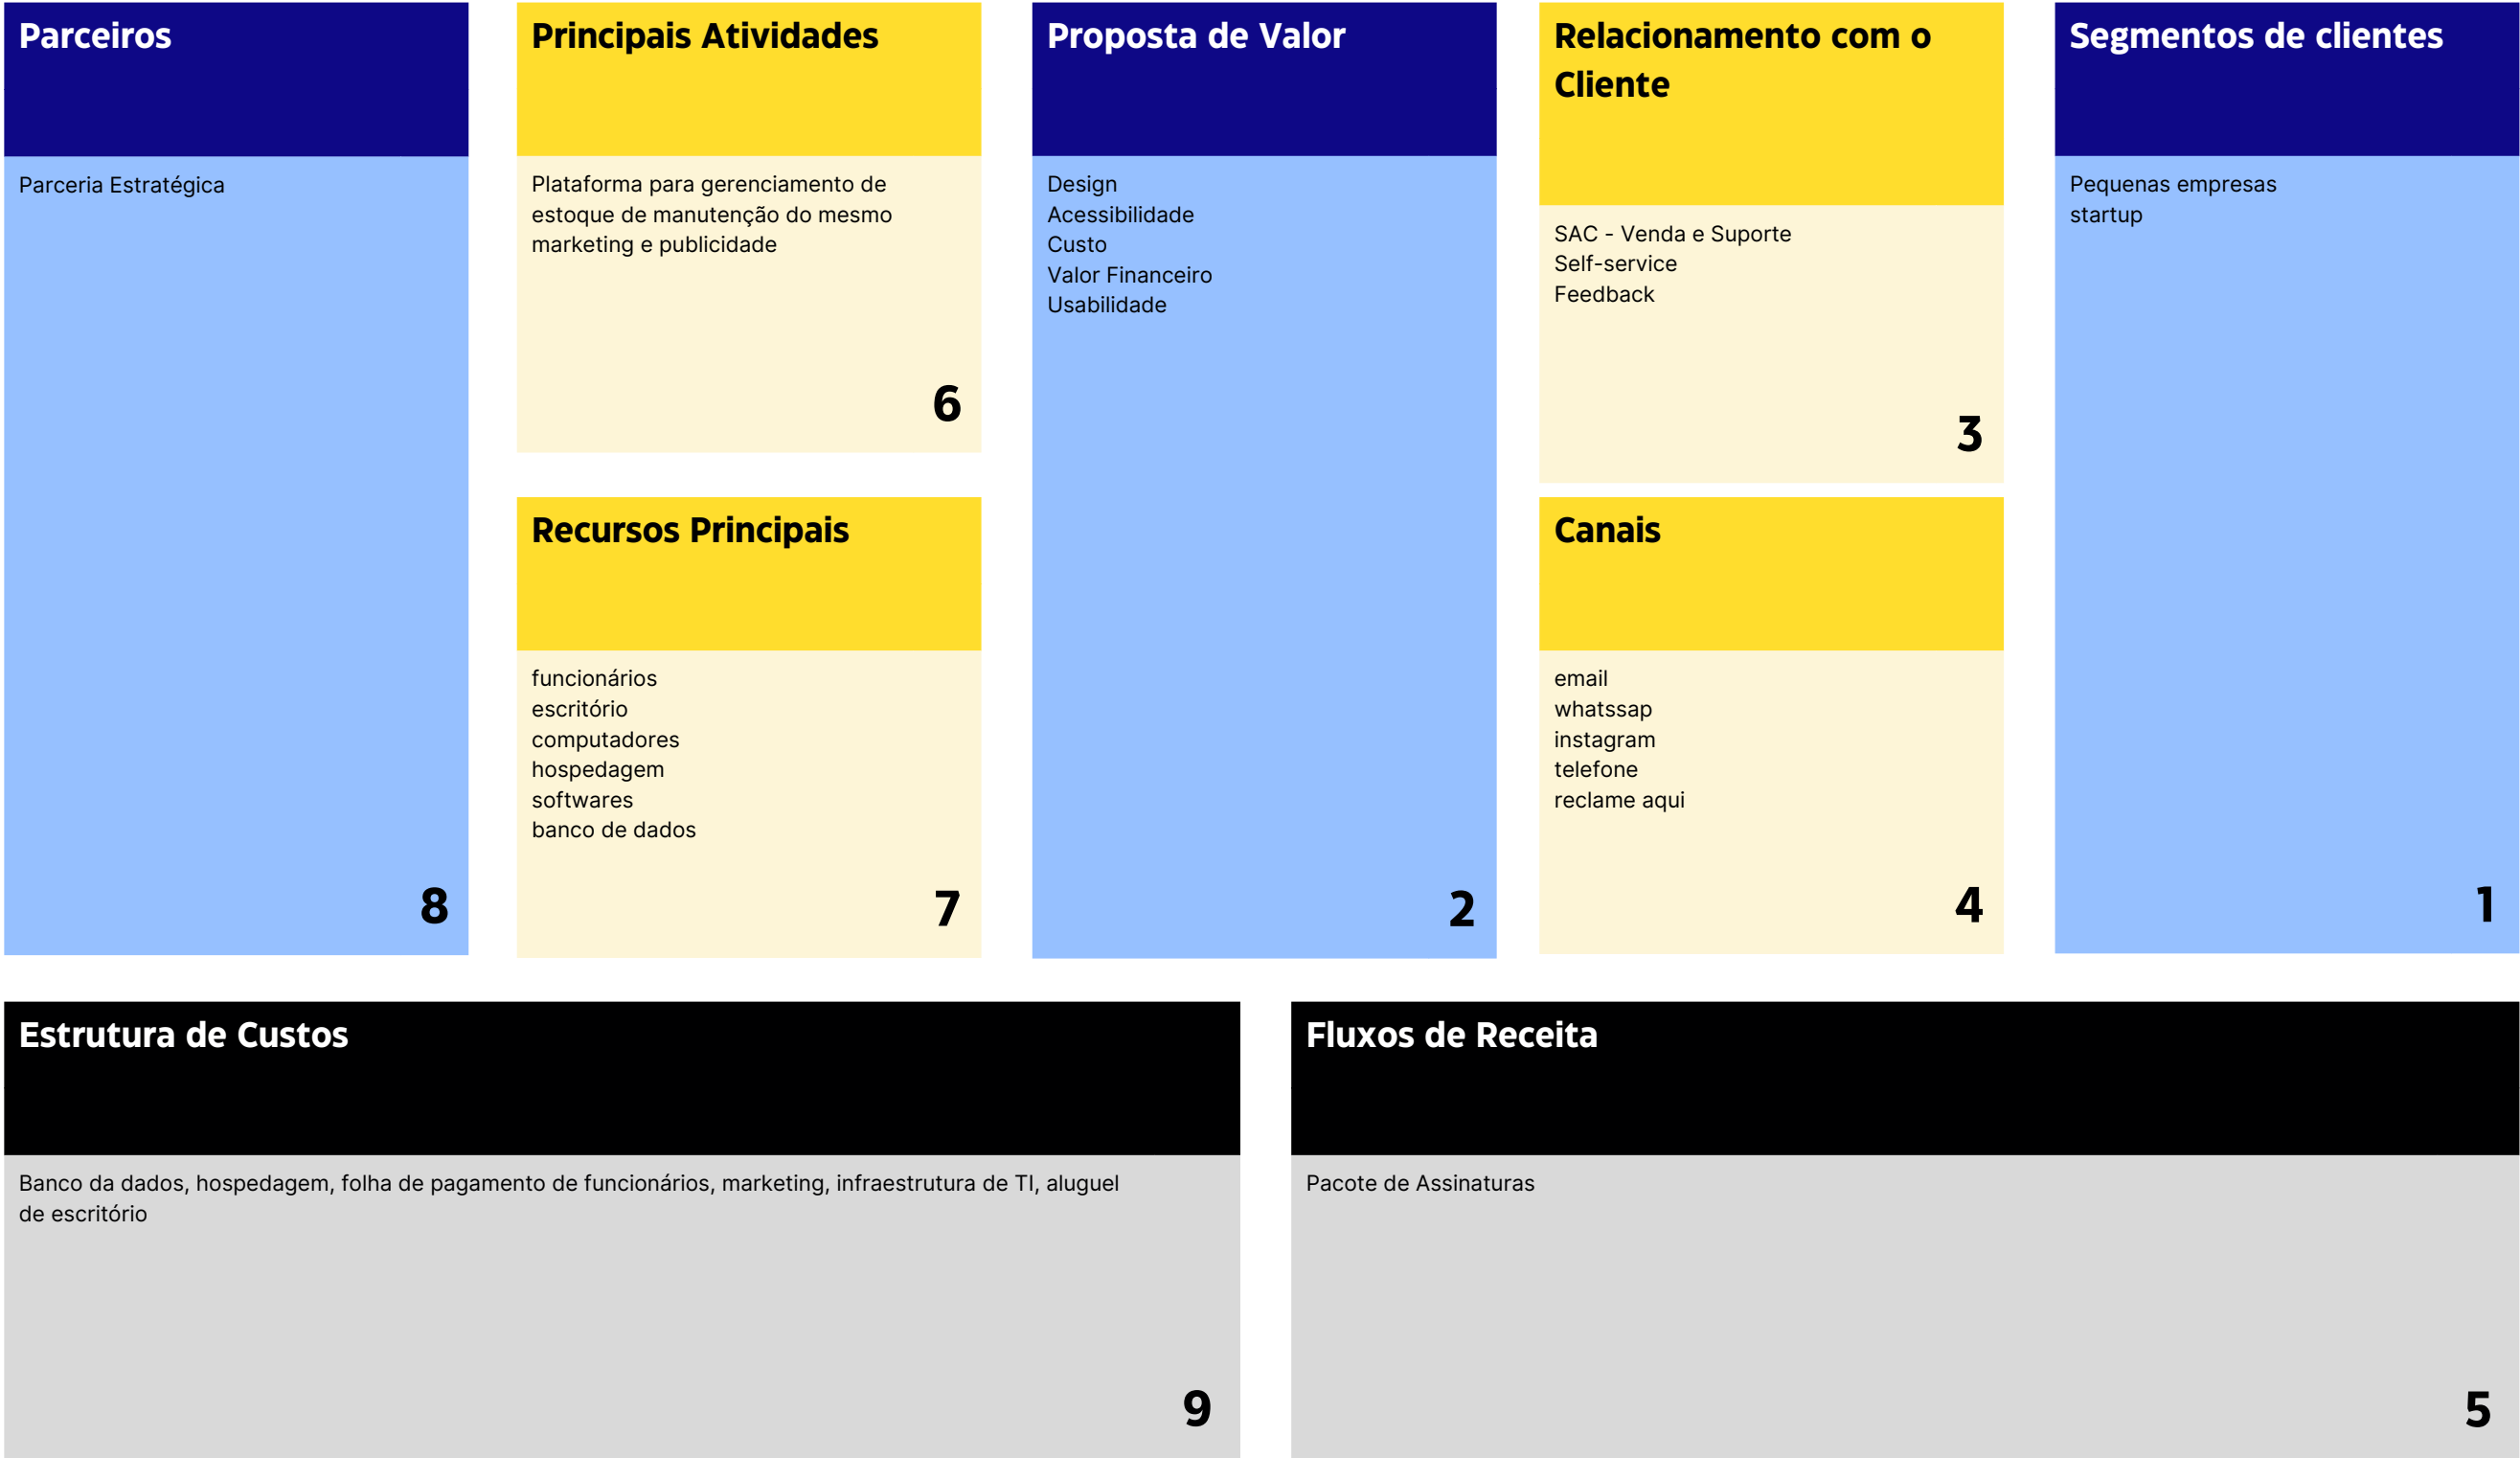 Parceiros
Parceria Estratégica
8
Principais Atividades
Plataforma para gerenciamento de
estoque de manutenção do mesmo
marketing e publicidade
6
Recursos Principais
funcionários
escritório
computadores
hospedagem
softwares
banco de dados
7
Proposta de Valor
Design
Acessibilidade
Custo
Valor Financeiro
Usabilidade
2
Relacionamento com o
Cliente
SAC - Venda e Suporte
Self-service
Feedback
3
Canais
email
whatssap
instagram
telefone
reclame aqui
4
Segmentos de clientes
Pequenas empresas
startup
1
Estrutura de Custos
Banco da dados, hospedagem, folha de pagamento de funcionários, marketing, infraestrutura de TI, aluguel
de escritório
9
Fluxos de Receita
Pacote de Assinaturas
5